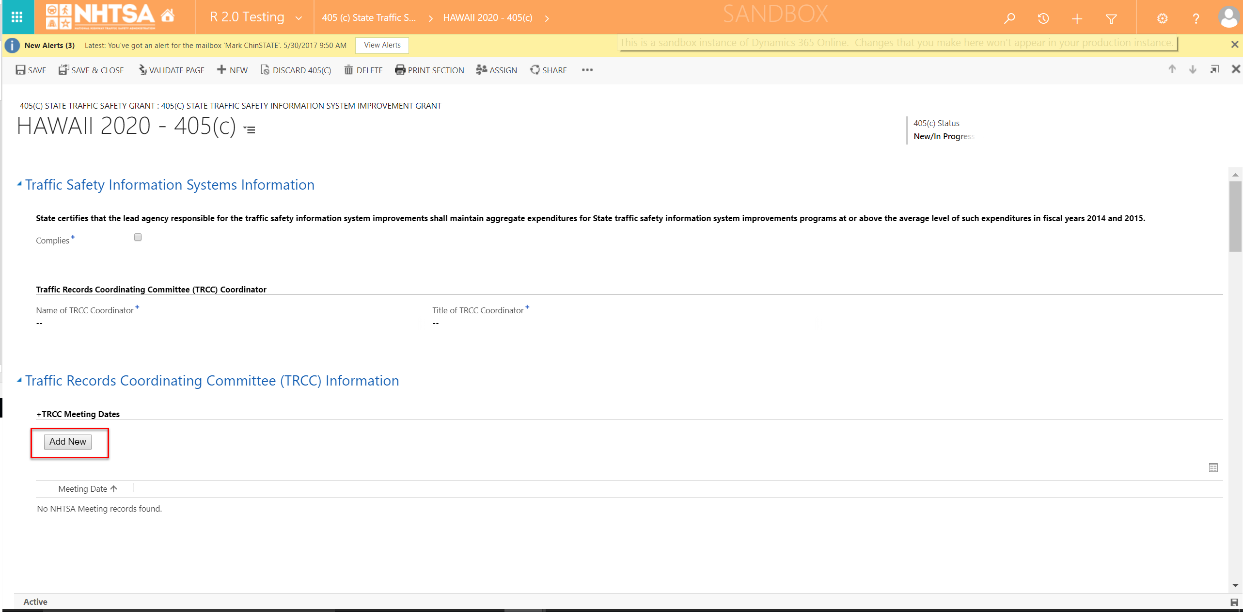 NHTSA R 2.0 Testing 405 (c) State Traffic S... HAWAII 2020 - 405(c) SANDBOX
New Alerts (3) Latest: You've got an alert for the mailbox 'Mark ChinSTATE'. 5/30/2017 9:50 AM View Alerts This is a sandbox instance of Dynamics 365 Online. Changes that you make here won't appear in your production instance.
SAVE SAVE & CLOSE VALIDATE PAGE NEW DISCARD 405(C) DELETE PRINT SECTION ASSIGN SHARE
405(C) STATE TRAFFIC SAFETY GRANT : 405(C) STATE TRAFFIC SAFETY INFORMATION SYSTEM IMPROVEMENT GRANT
HAWAII 2020 - 405(c)
405(c) Status
New/In Progress
Traffic Safety Information Systems Information
State certifies that the lead agency responsible for the traffic safety information system improvements shall maintain aggregate expenditures for State traffic safety information system improvements programs at or above the average level of such expenditures in fiscal years 2014 and 2015.
Complies*
Traffic Records Coordinating Committee (TRCC) Coordinator
Name of TRCC Coordinator* Title of TRCC Coordinator*
-- --
Traffic Records Coordinating Committee (TRCC) Information
+TRCC Meeting Dates
Add New
Meeting Date ↑
No NHTSA Meeting records found.
Active